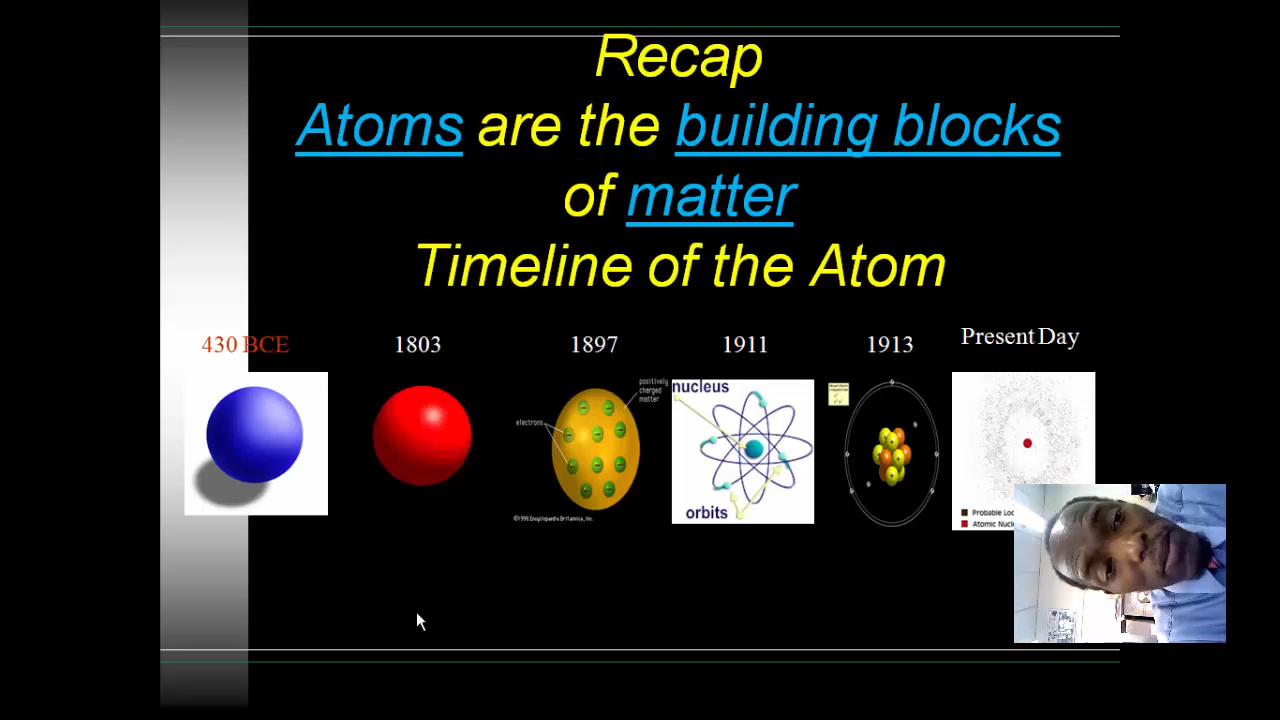 Recap
Atoms are the building blocks
of matter
Timeline of the Atom
430 BCE
1803
1897
1911
1913
Present Day
positively
charged
matter
electrons
©1998 Encyclopaedia Britannica, Inc.
nucleus
orbits
Probable Loc
Atomic Nucl